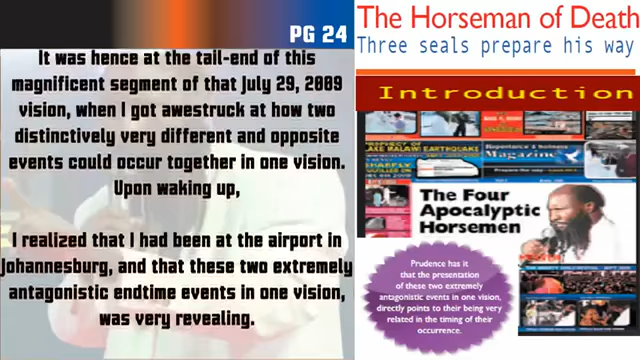 PG 24
It was hence at the tail-end of this
magnificent segment of that July 29, 2009
vision, when I got awestruck at how two
distinctively very different and opposite
events could occur together in one vision.
Upon waking up,
I realized that I had been at the airport in
Johannesburg, and that these two extremely
antagonistic endtime events in one vision,
was very revealing.
The Horseman of Death
Three seals prepare his way
Introduction
PROPHECY OF
LAKE MALAWI EARTHQUAKE
Repentance & holiness
Magazine
The Four
Apocalyptic
Horsemen
Prudence has it
that the presentation
of these two extremely
antagonistic events in one vision,
directly points to their being very
related in the timing of their
occurrence.